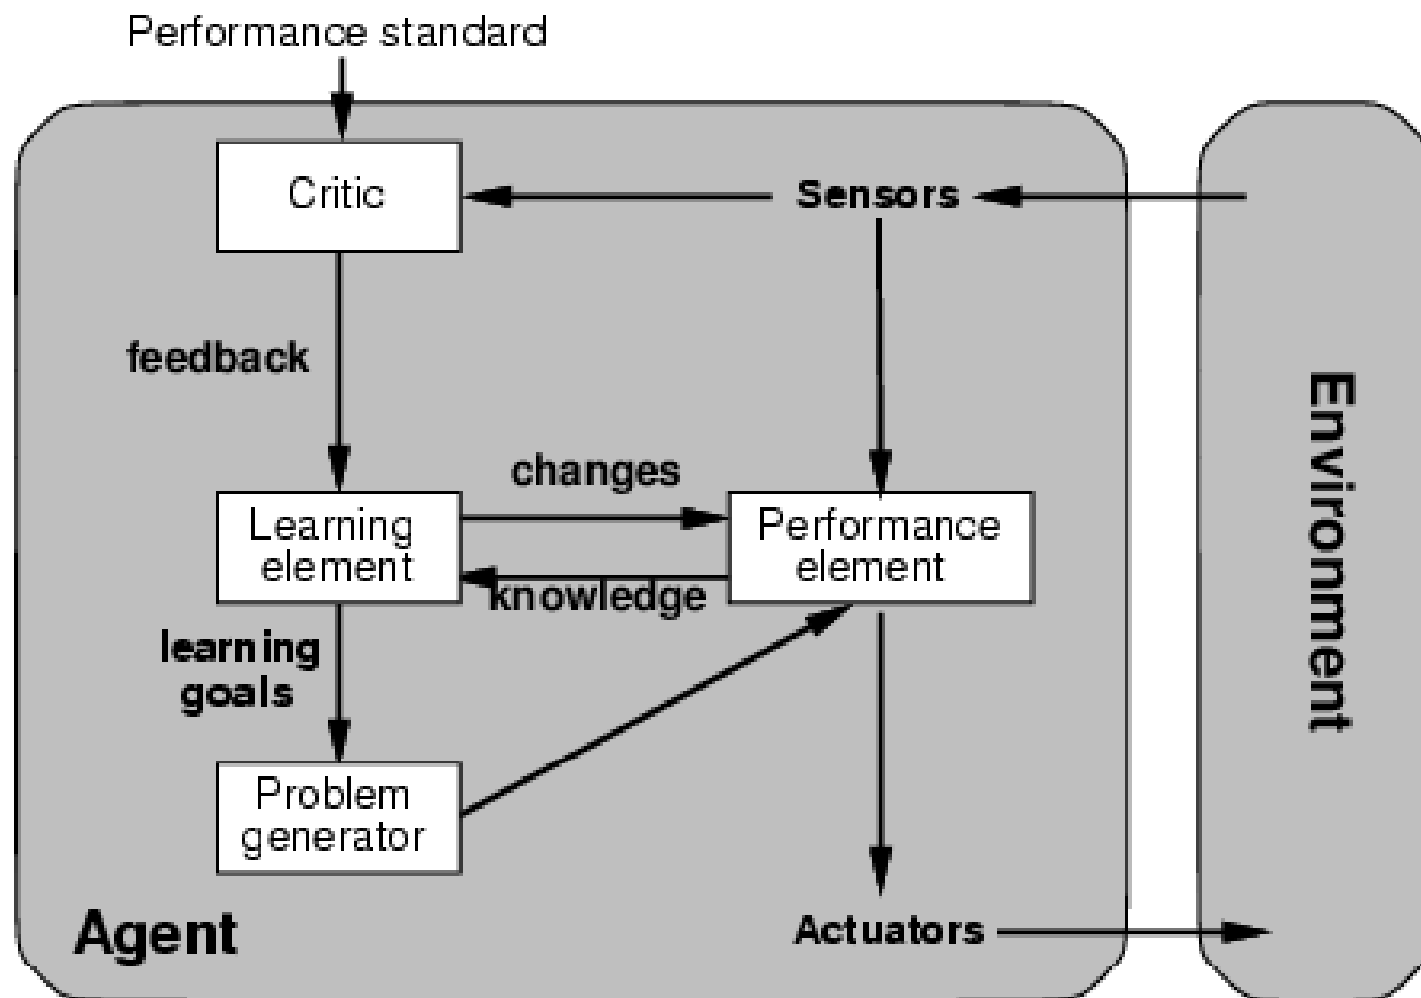 Performance standard
Critic
Sensors
feedback
changes
Learning
element
Performance
element
knowledge
learning
goals
Problem
generator
Agent
Actuators
Environment